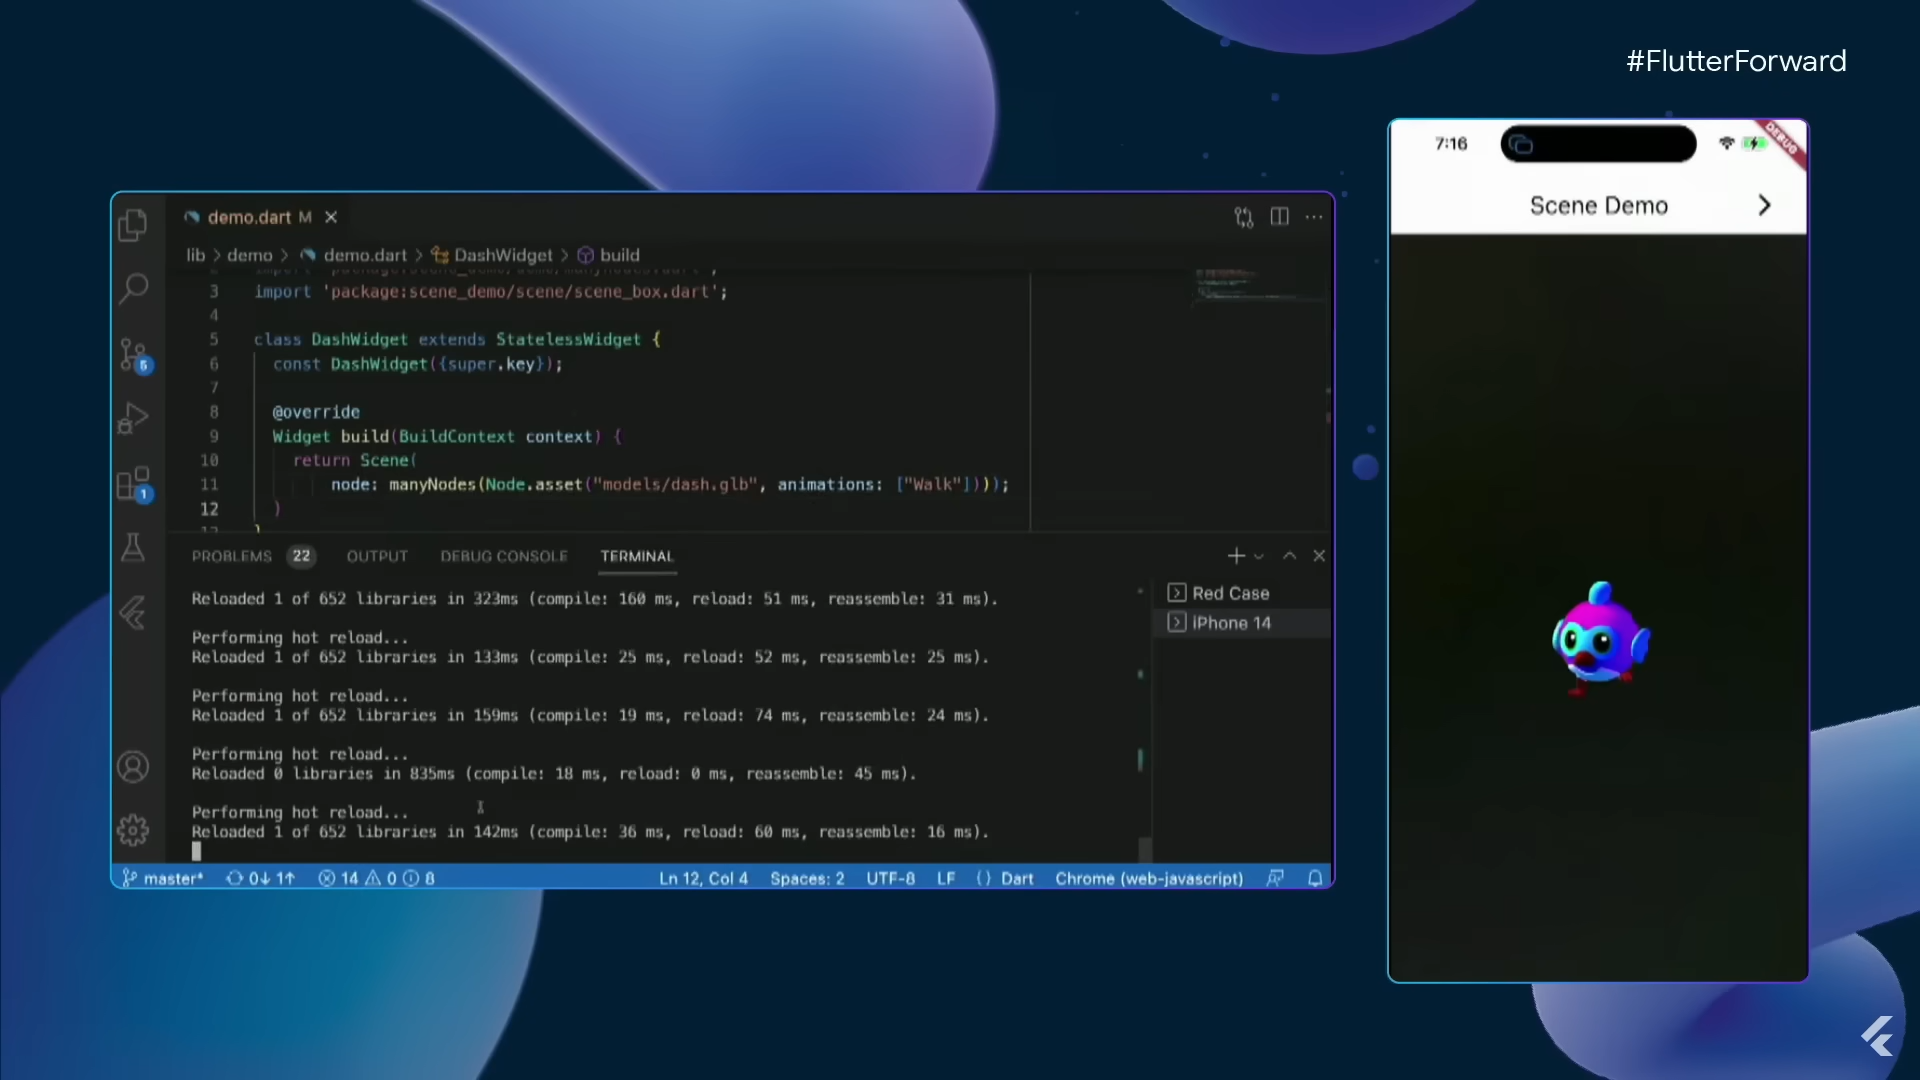 #FlutterForward
demo.dart M
lib > demo > demo.dart > DashWidget > build
3 import 'package:scene_demo/scene/scene_box.dart';
4
5 class DashWidget extends StatelessWidget {
6 const DashWidget({super.key});
7
8 @override
9 Widget build(BuildContext context) {
10 return Scene(
11 node: manyNodes(Node.asset("models/dash.glb", animations: ["Walk"])));
12 }
PROBLEMS 22 OUTPUT DEBUG CONSOLE TERMINAL
Reloaded 1 of 652 libraries in 323ms (compile: 160 ms, reload: 51 ms, reassemble: 31 ms).
Performing hot reload...
Reloaded 1 of 652 libraries in 133ms (compile: 25 ms, reload: 52 ms, reassemble: 25 ms).
Performing hot reload...
Reloaded 1 of 652 libraries in 159ms (compile: 19 ms, reload: 74 ms, reassemble: 24 ms).
Performing hot reload...
Reloaded 0 libraries in 835ms (compile: 18 ms, reload: 0 ms, reassemble: 45 ms).
Performing hot reload...
Reloaded 1 of 652 libraries in 142ms (compile: 36 ms, reload: 60 ms, reassemble: 16 ms).
Red Case
iPhone 14
5
1
master* 0↓ 1↑ 14 0 8 Ln 12, Col 4 Spaces: 2 UTF-8 LF Dart Chrome (web-javascript)
7:16
DEBUG
Scene Demo